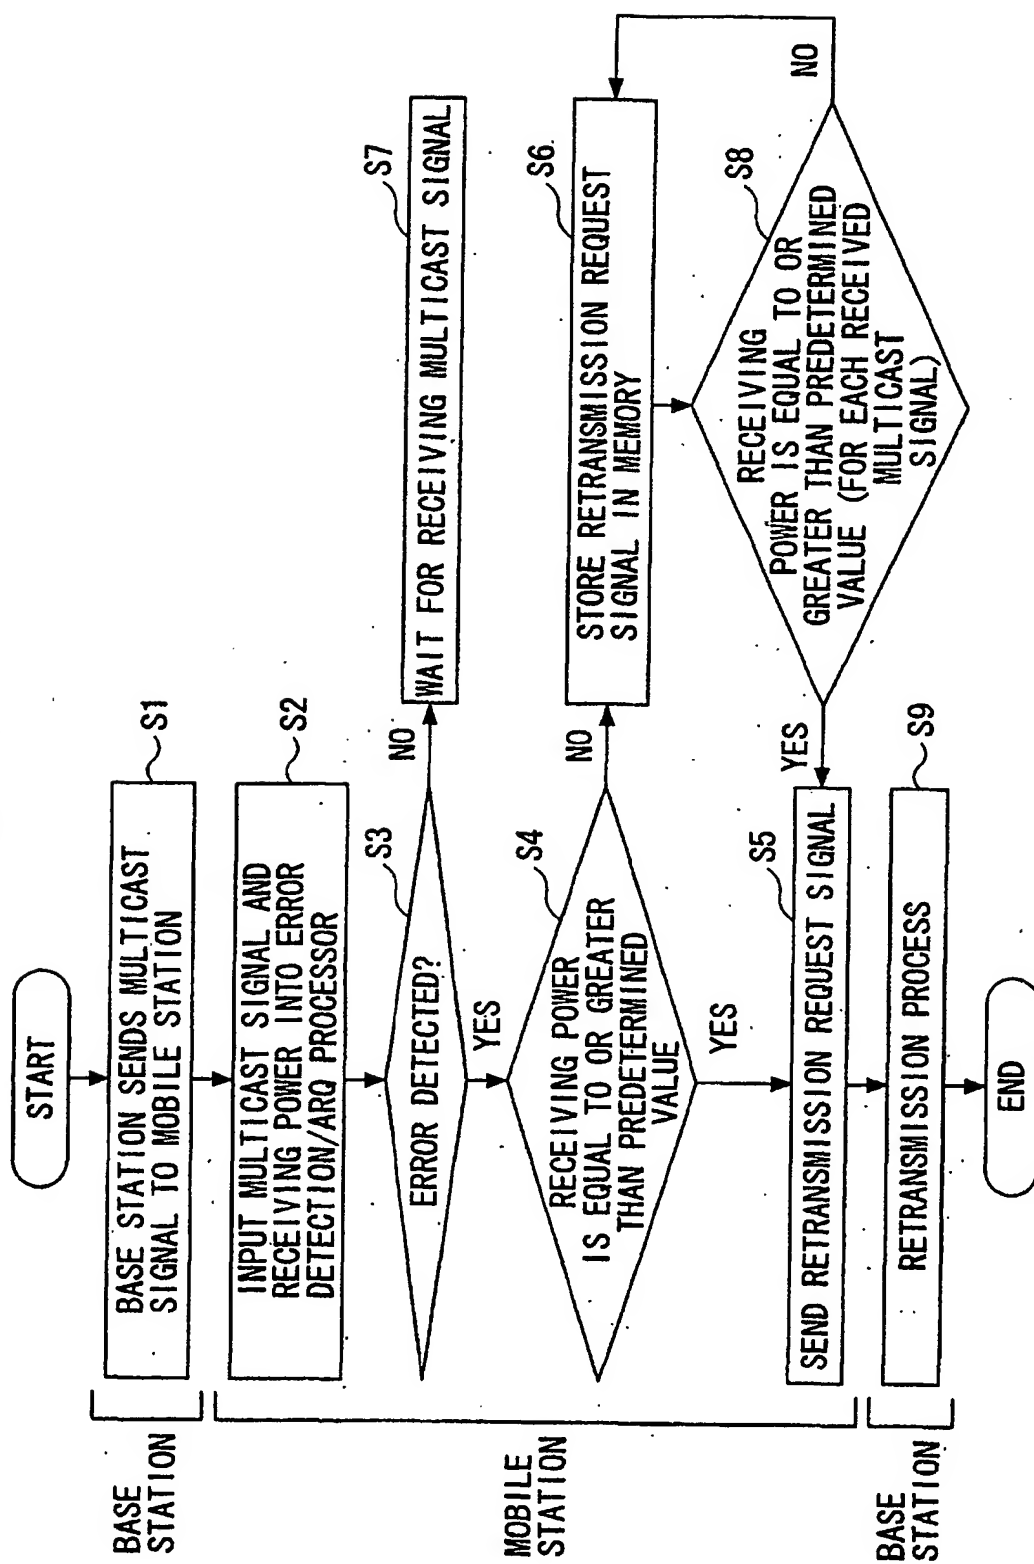 START
BASE STATION SENDS MULTICAST
SIGNAL TO MOBILE STATION
S1
INPUT MULTICAST SIGNAL AND
RECEIVING POWER INTO ERROR
DETECTION/ARQ PROCESSOR
S2
ERROR DETECTED?
S3
NO
YES
WAIT FOR RECEIVING MULTICAST SIGNAL
S7
RECEIVING POWER
IS EQUAL TO OR GREATER
THAN PREDETERMINED
VALUE
S4
NO
YES
STORE RETRANSMISSION REQUEST
SIGNAL IN MEMORY
S6
RECEIVING
POWER IS EQUAL TO OR
GREATER THAN PREDETERMINED
VALUE (FOR EACH RECEIVED
MULTICAST
SIGNAL)
S8
NO
YES
SEND RETRANSMISSION REQUEST SIGNAL
S5
RETRANSMISSION PROCESS
S9
END
BASE
STATION
MOBILE
STATION
BASE
STATION